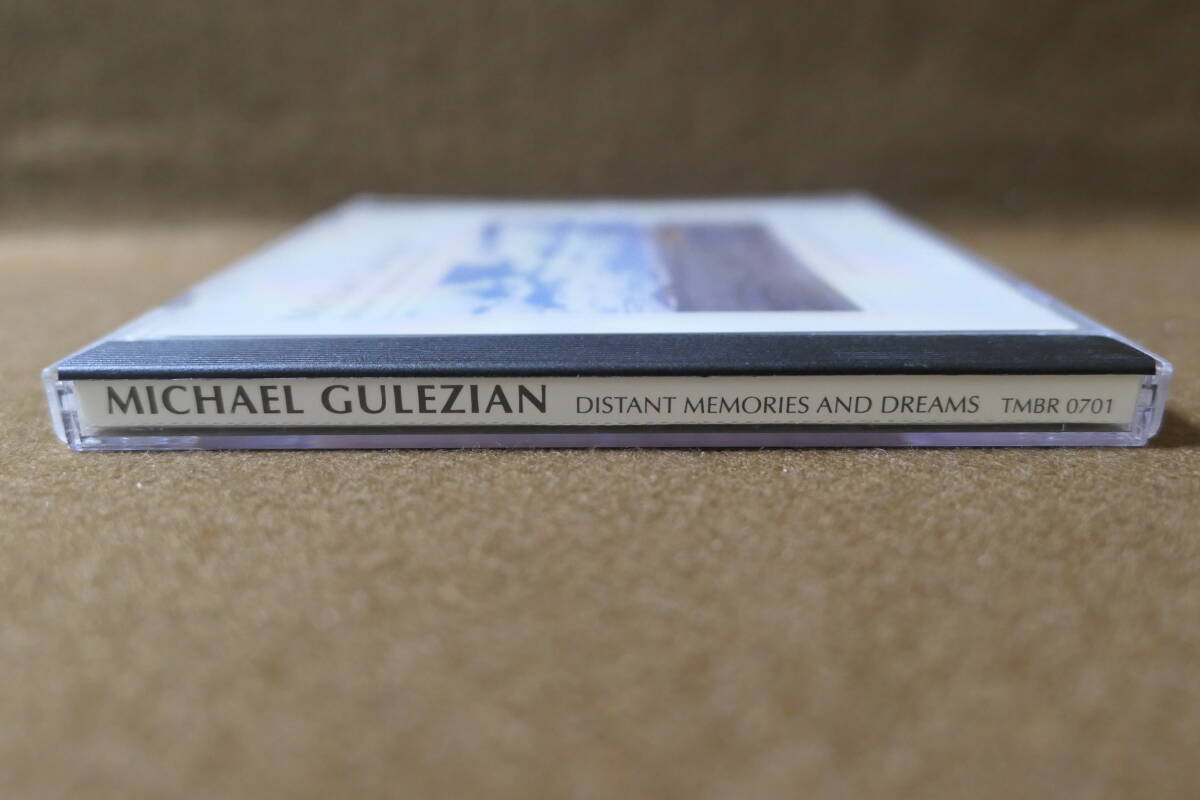 MICHAEL GULEZIAN DISTANT MEMORIES AND DREAMS TMBR 0701